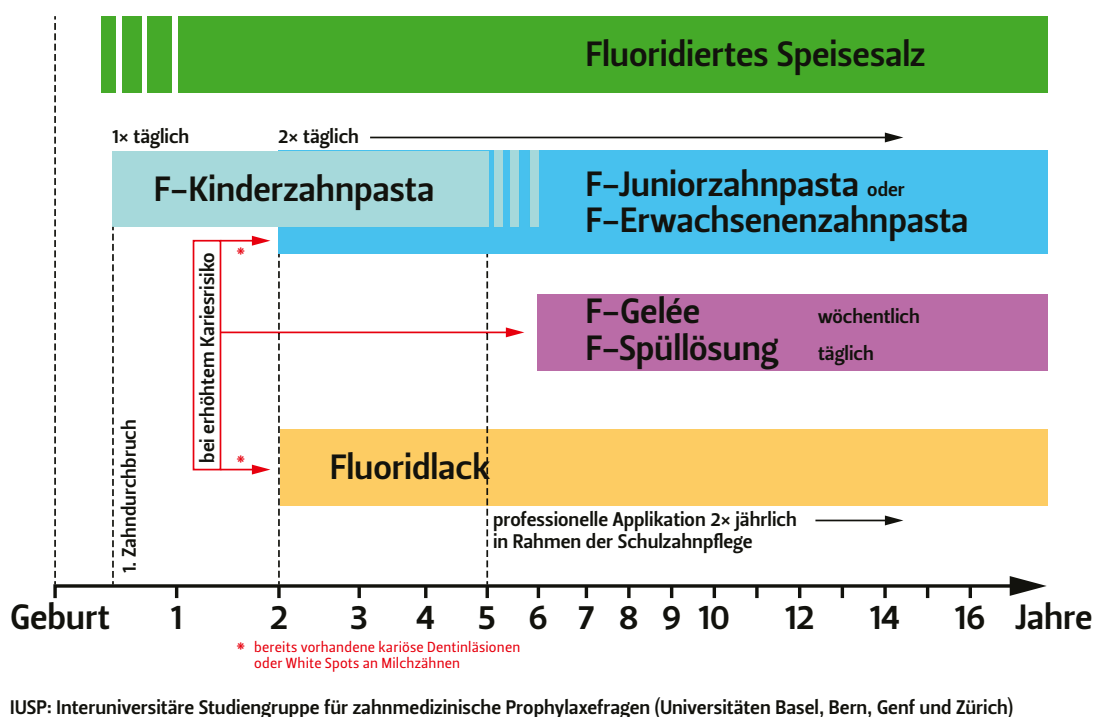 Fluoridiertes Speisesalz
1× täglich
2× täglich
F–Kinderzahnpasta
F–Juniorzahnpasta oder
F–Erwachsenenzahnpasta
*
bei erhöhtem Kariesrisiko
F–Gelée wöchentlich
F–Spüllösung täglich
*
Fluoridlack
1. Zahndurchbruch
professionelle Applikation 2× jährlich
in Rahmen der Schulzahnpflege
Geburt 1 2 3 4 5 6 7 8 9 10 12 14 16 Jahre
* bereits vorhandene kariöse Dentinläsionen
oder White Spots an Milchzähnen
IUSP: Interuniversitäre Studiengruppe für zahnmedizinische Prophylaxefragen (Universitäten Basel, Bern, Genf und Zürich)